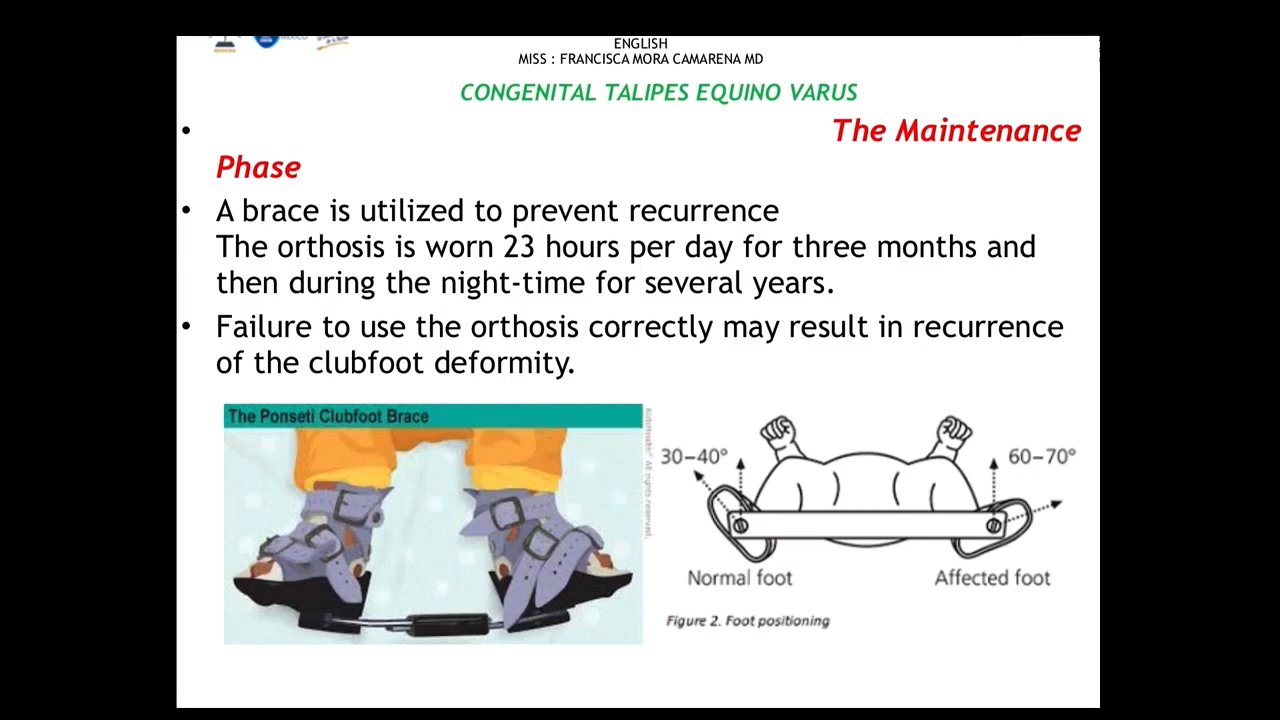 ENGLISH
MISS : FRANCISCA MORA CAMARENA MD
CONGENITAL TALIPES EQUINO VARUS
• The Maintenance
Phase
• A brace is utilized to prevent recurrence
The orthosis is worn 23 hours per day for three months and
then during the night-time for several years.
• Failure to use the orthosis correctly may result in recurrence
of the clubfoot deformity.
The Ponseti Clubfoot Brace
All rights reserved.
30–40°
60–70°
Normal foot
Affected foot
Figure 2. Foot positioning